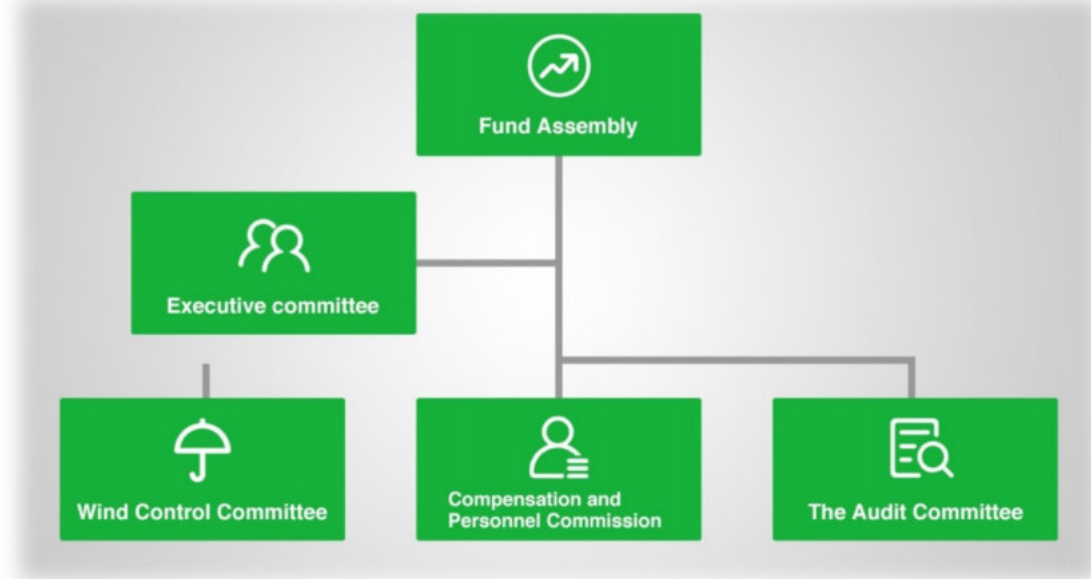 Fund Assembly
Executive committee
Wind Control Committee
Compensation and
Personnel Commission
The Audit Committee